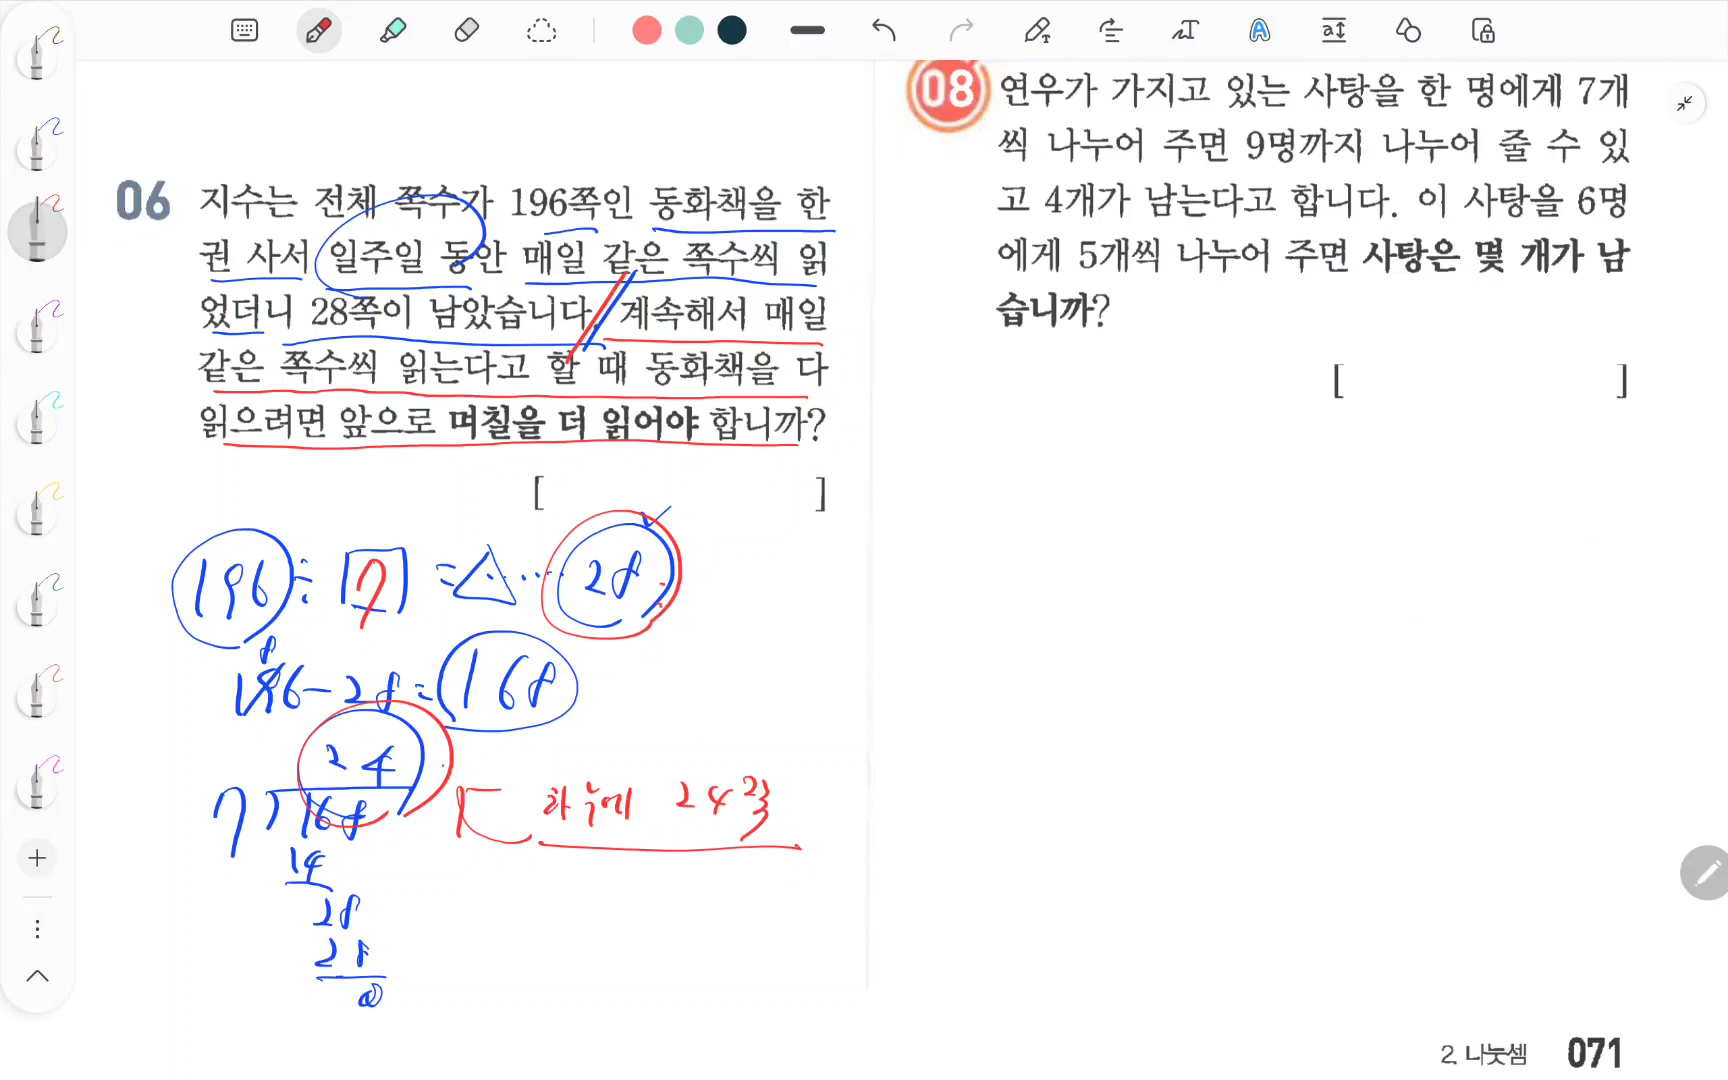 06 지수는 전체 쪽수가 196쪽인 동화책을 한
권 사서 일주일 동안 매일 같은 쪽수씩 읽
었더니 28쪽이 남았습니다. 계속해서 매일
같은 쪽수씩 읽는다고 할 때 동화책을 다
읽으려면 앞으로 며칠을 더 읽어야 합니까?
[ ]
196 ÷ 7 = △ ··· 28
196 - 28 = 168
24
7)168
14
28
28
0
하루에 24쪽
08 연우가 가지고 있는 사탕을 한 명에게 7개
씩 나누어 주면 9명까지 나누어 줄 수 있
고 4개가 남는다고 합니다. 이 사탕을 6명
에게 5개씩 나누어 주면 사탕은 몇 개가 남
습니까?
[ ]
2. 나눗셈 071